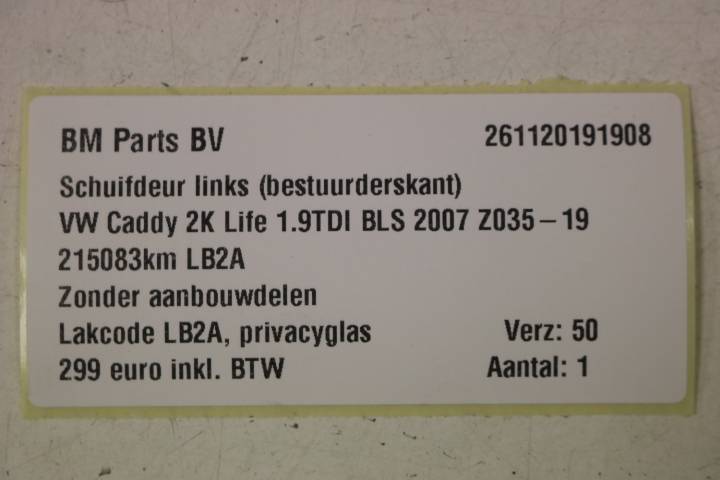 BM Parts BV 261120191908
Schuifdeur links (bestuurderskant)
VW Caddy 2K Life 1.9TDI BLS 2007 Z035-19
215083km LB2A
Zonder aanbouwdelen
Lakcode LB2A, privacyglas Verz: 50
299 euro inkl. BTW Aantal: 1